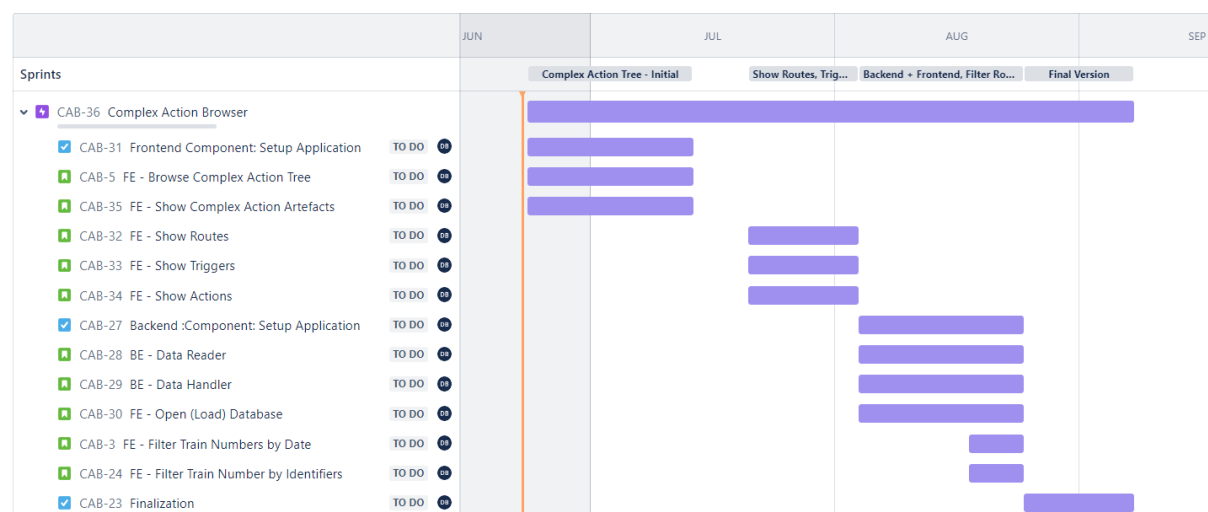 JUN JUL AUG SEP
Sprints Complex Action Tree - Initial Show Routes, Trig... Backend + Frontend, Filter Ro... Final Version
CAB-36 Complex Action Browser
CAB-31 Frontend Component: Setup Application TO DO DB
CAB-5 FE - Browse Complex Action Tree TO DO DB
CAB-35 FE - Show Complex Action Artefacts TO DO DB
CAB-32 FE - Show Routes TO DO DB
CAB-33 FE - Show Triggers TO DO DB
CAB-34 FE - Show Actions TO DO DB
CAB-27 Backend :Component: Setup Application TO DO DB
CAB-28 BE - Data Reader TO DO DB
CAB-29 BE - Data Handler TO DO DB
CAB-30 FE - Open (Load) Database TO DO DB
CAB-3 FE - Filter Train Numbers by Date TO DO DB
CAB-24 FE - Filter Train Number by Identifiers TO DO DB
CAB-23 Finalization TO DO DB